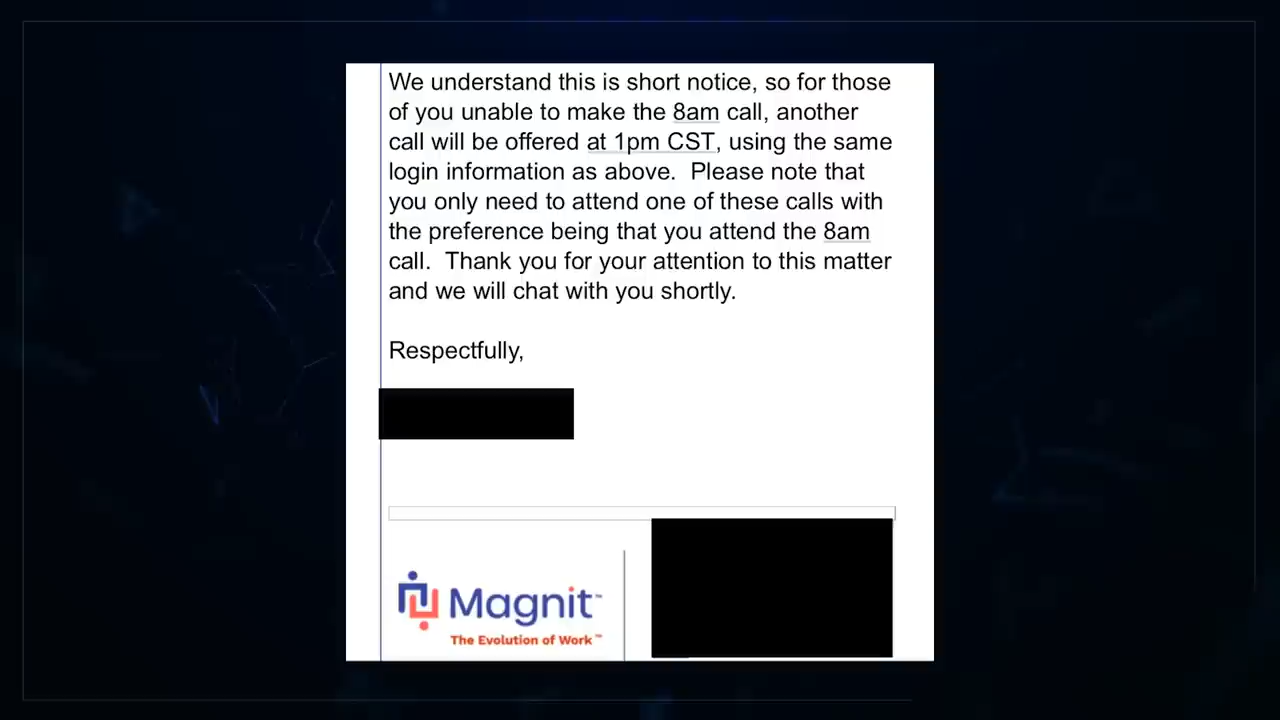 We understand this is short notice, so for those
of you unable to make the 8am call, another
call will be offered at 1pm CST, using the same
login information as above.  Please note that
you only need to attend one of these calls with
the preference being that you attend the 8am
call.  Thank you for your attention to this matter
and we will chat with you shortly.
Respectfully,
Magnit™
The Evolution of Work™